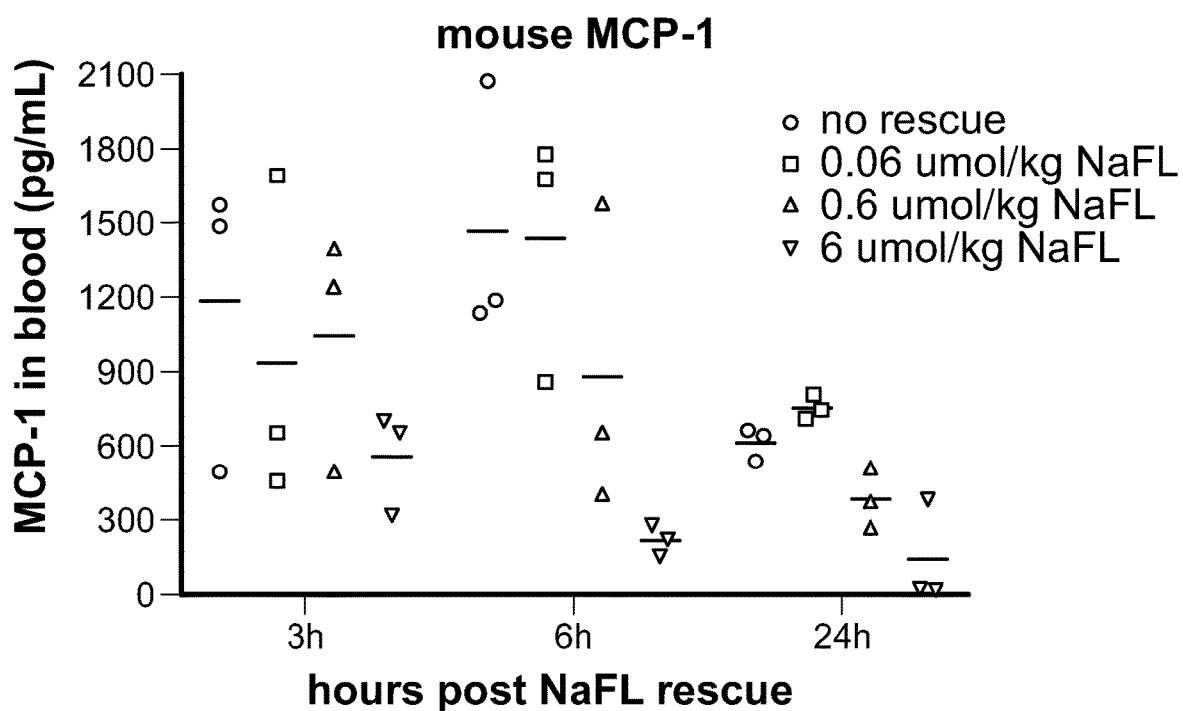 mouse MCP-1
MCP-1 in blood (pg/mL)
2100
1800
1500
1200
900
600
300
0
no rescue
0.06 umol/kg NaFL
0.6 umol/kg NaFL
6 umol/kg NaFL
3h
6h
24h
hours post NaFL rescue